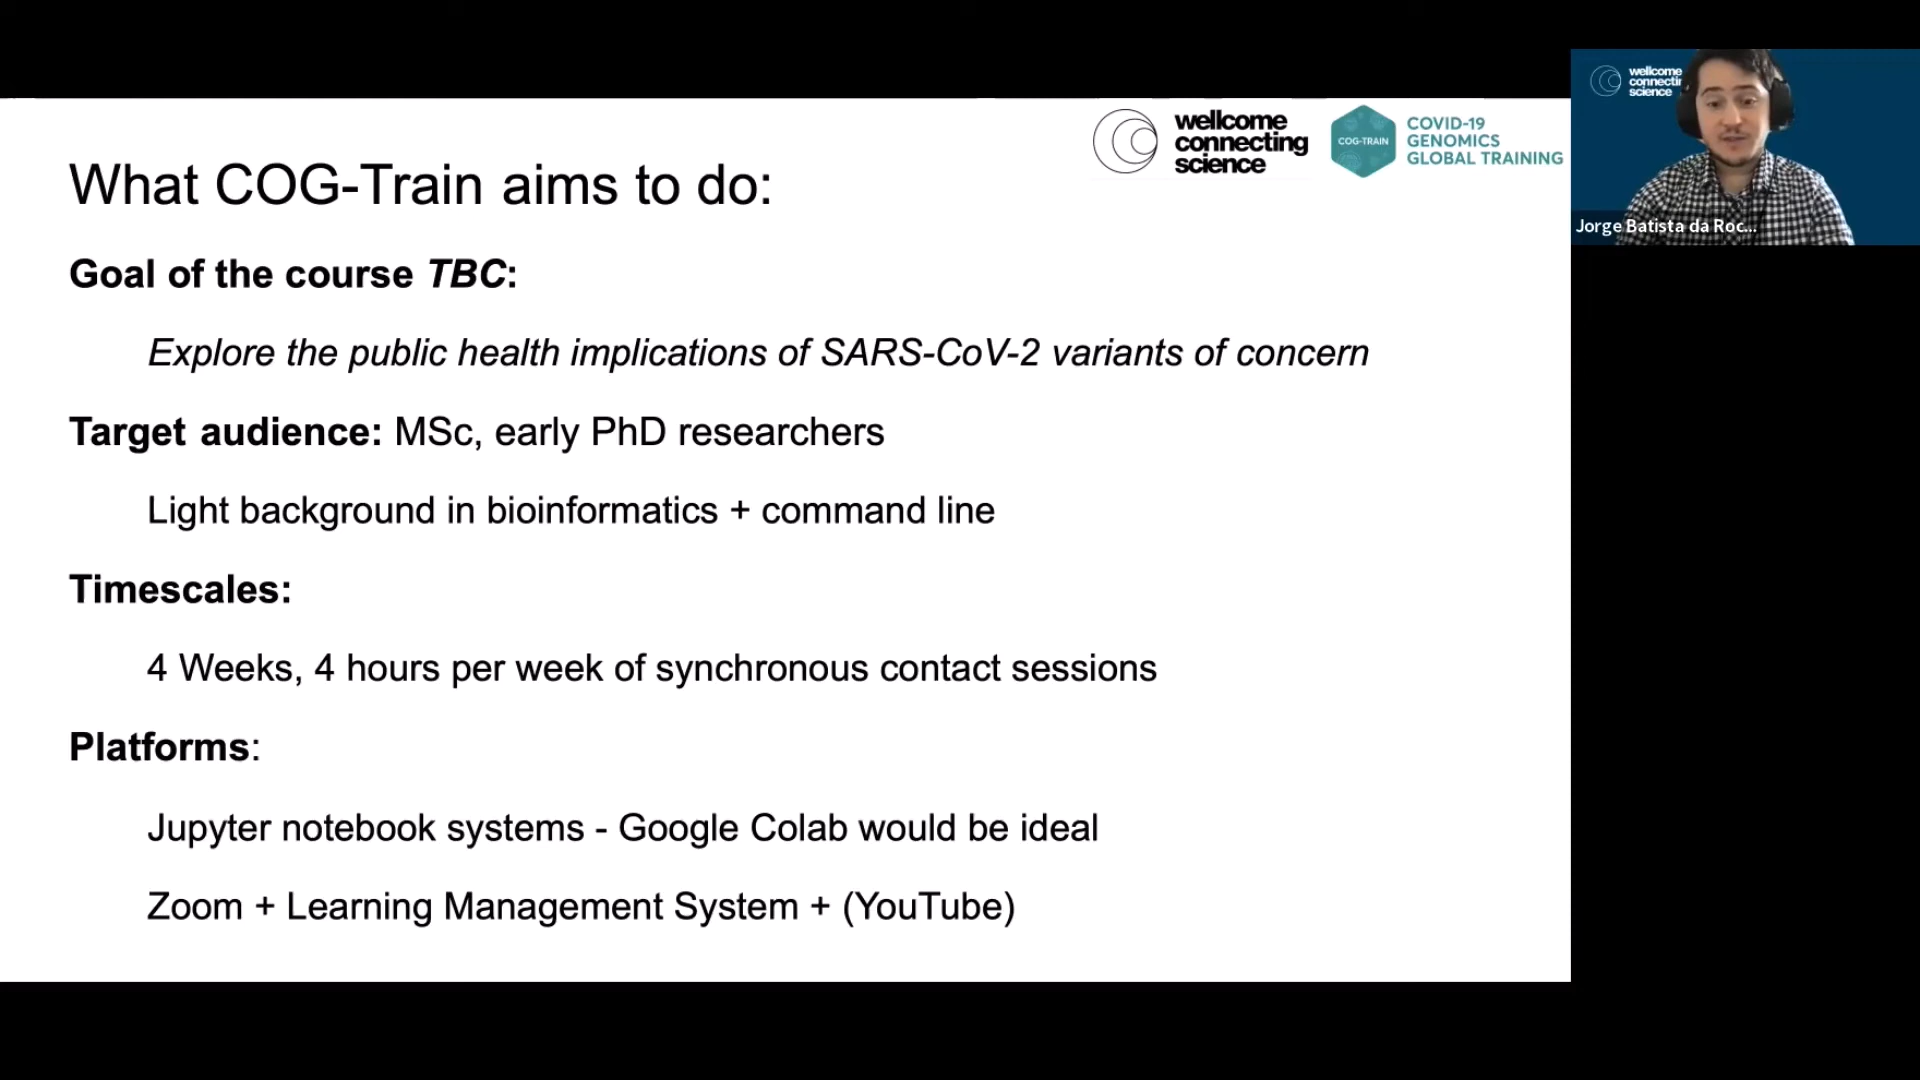 What COG-Train aims to do:
wellcome
connecting
science
COG-TRAIN
COVID-19
GENOMICS
GLOBAL TRAINING
Goal of the course TBC:
Explore the public health implications of SARS-CoV-2 variants of concern
Target audience: MSc, early PhD researchers
Light background in bioinformatics + command line
Timescales:
4 Weeks, 4 hours per week of synchronous contact sessions
Platforms:
Jupyter notebook systems - Google Colab would be ideal
Zoom + Learning Management System + (YouTube)
wellcome
connectin
science
Jorge Batista da Roc...